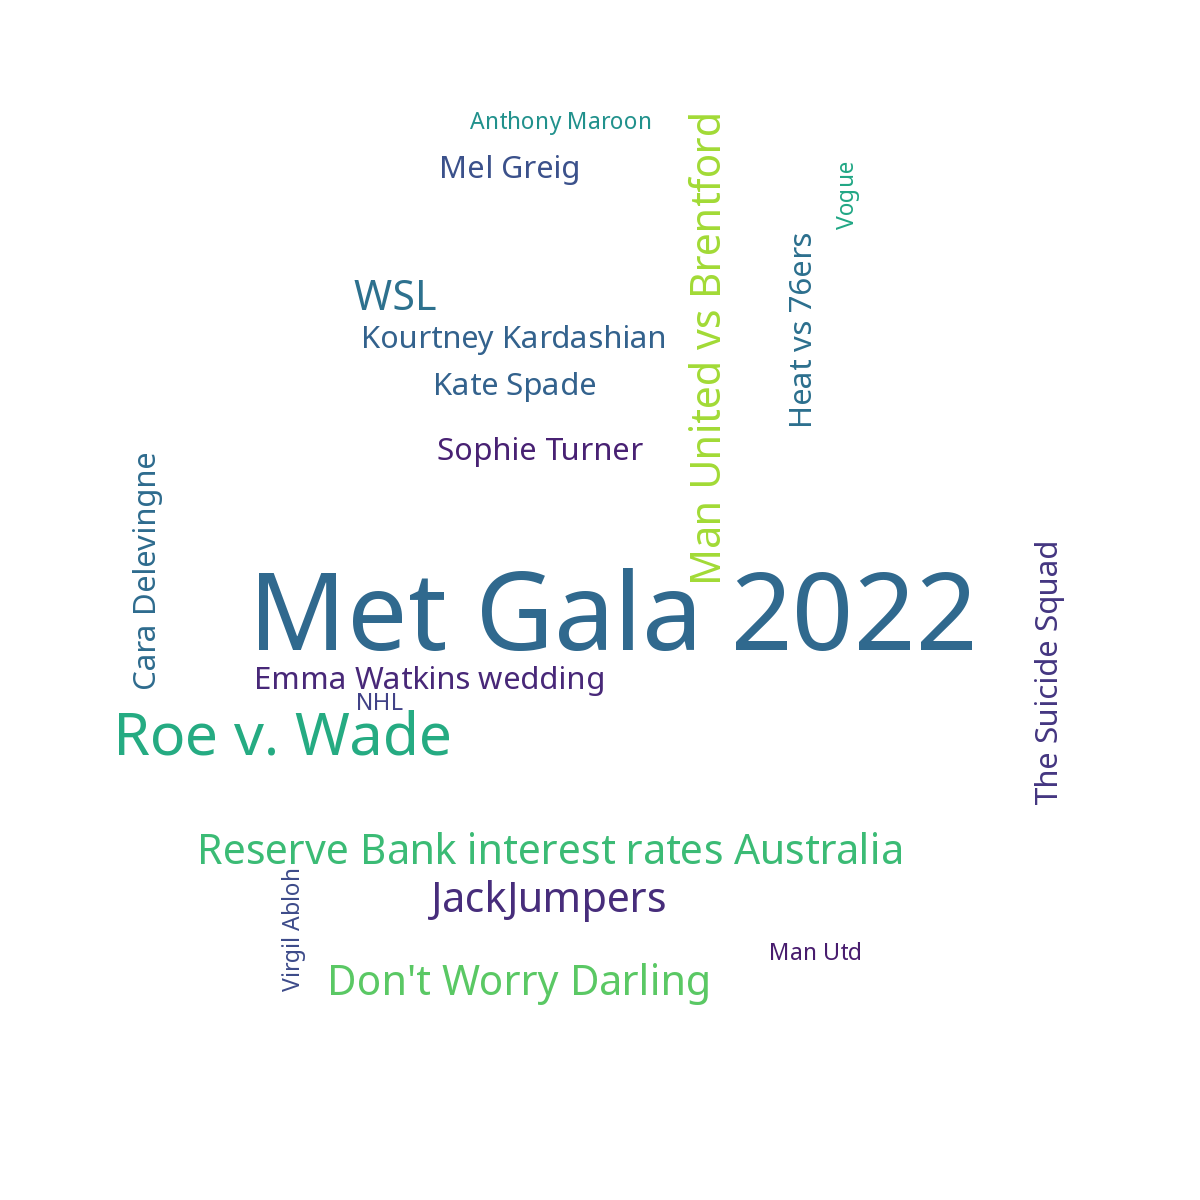 Anthony Maroon
Mel Greig
Man United vs Brentford
Vogue
Heat vs 76ers
WSL
Kourtney Kardashian
Kate Spade
Sophie Turner
Cara Delevingne
The Suicide Squad
Met Gala 2022
Emma Watkins wedding
NHL
Roe v. Wade
Reserve Bank interest rates Australia
Virgil Abloh
JackJumpers
Man Utd
Don't Worry Darling